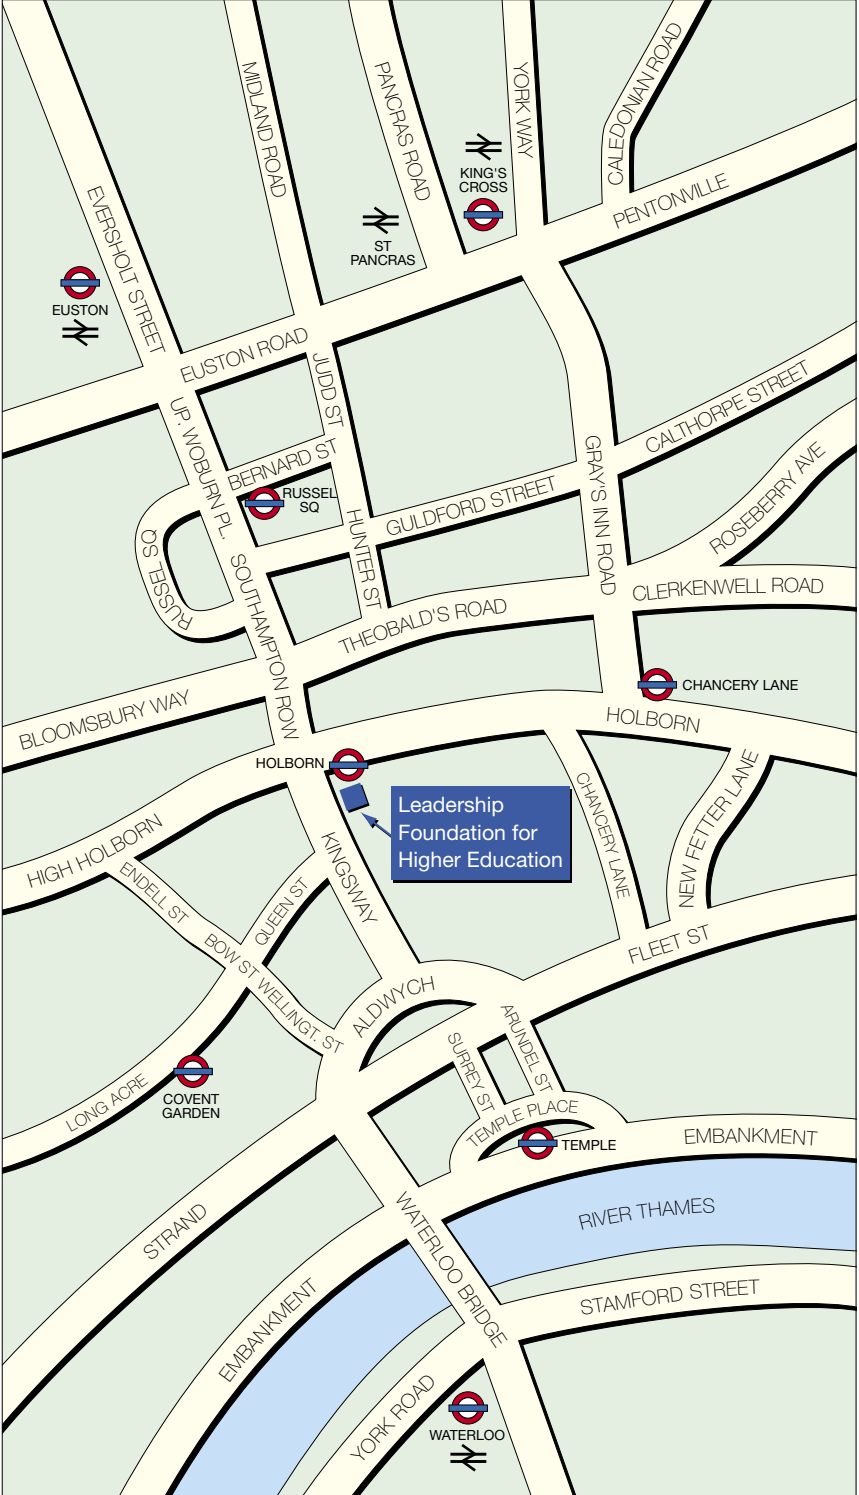 MIDLAND ROAD
PANCRAS ROAD
YORK WAY
CALEDONIAN ROAD
KING'S
CROSS
EVERSHOLT STREET
PENTONVILLE
ST
PANCRAS
EUSTON
EUSTON ROAD
JUDD ST
UP. WOBURN PL.
CALTHORPE STREET
BERNARD ST
GRAY'S INN ROAD
ROSEBERRY AVE
RUSSEL
SQ
GULDFORD STREET
HUNTER ST
RUSSEL SQ
SOUTHAMPTON ROW
CLERKENWELL ROAD
THEOBALD'S ROAD
CHANCERY LANE
BLOOMSBURY WAY
HOLBORN
HOLBORN
CHANCERY LANE
NEW FETTER LANE
Leadership
Foundation for
Higher Education
HIGH HOLBORN
KINGSWAY
ENDELL ST
QUEEN ST
BOW ST
WELLINGT. ST
FLEET ST
ALDWYCH
ARUNDEL ST
SURREY ST
LONG ACRE
COVENT
GARDEN
TEMPLE PLACE
TEMPLE
EMBANKMENT
STRAND
WATERLOO BRIDGE
RIVER THAMES
EMBANKMENT
STAMFORD STREET
YORK ROAD
WATERLOO